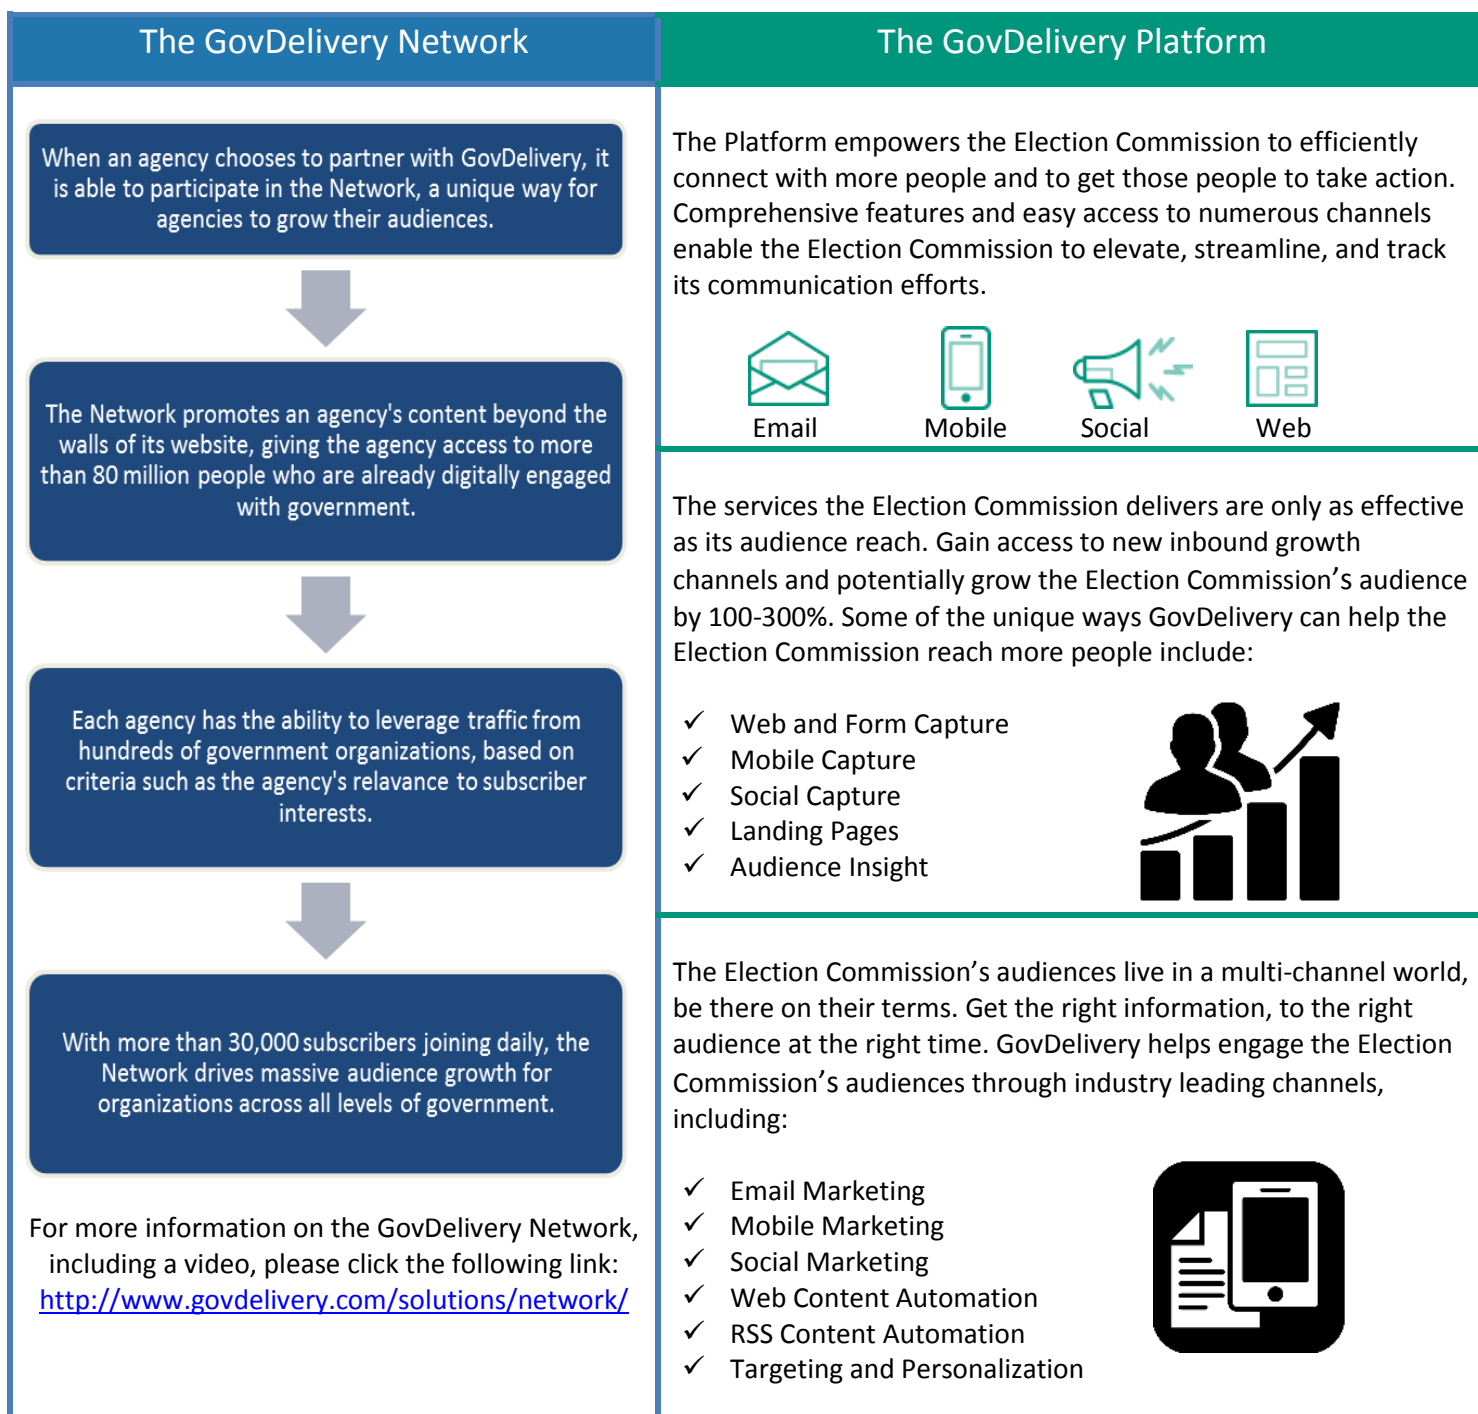 The GovDelivery Network
When an agency chooses to partner with GovDelivery, it
is able to participate in the Network, a unique way for
agencies to grow their audiences.
The Network promotes an agency's content beyond the
walls of its website, giving the agency access to more
than 80 million people who are already digitally engaged
with government.
Each agency has the ability to leverage traffic from
hundreds of government organizations, based on
criteria such as the agency's relavance to subscriber
interests.
With more than 30,000 subscribers joining daily, the
Network drives massive audience growth for
organizations across all levels of government.
For more information on the GovDelivery Network,
including a video, please click the following link:
http://www.govdelivery.com/solutions/network/
The GovDelivery Platform
The Platform empowers the Election Commission to efficiently
connect with more people and to get those people to take action.
Comprehensive features and easy access to numerous channels
enable the Election Commission to elevate, streamline, and track
its communication efforts.
Email Mobile Social Web
The services the Election Commission delivers are only as effective
as its audience reach. Gain access to new inbound growth
channels and potentially grow the Election Commission's audience
by 100-300%. Some of the unique ways GovDelivery can help the
Election Commission reach more people include:
✓ Web and Form Capture
✓ Mobile Capture
✓ Social Capture
✓ Landing Pages
✓ Audience Insight
The Election Commission's audiences live in a multi-channel world,
be there on their terms. Get the right information, to the right
audience at the right time. GovDelivery helps engage the Election
Commission's audiences through industry leading channels,
including:
✓ Email Marketing
✓ Mobile Marketing
✓ Social Marketing
✓ Web Content Automation
✓ RSS Content Automation
✓ Targeting and Personalization